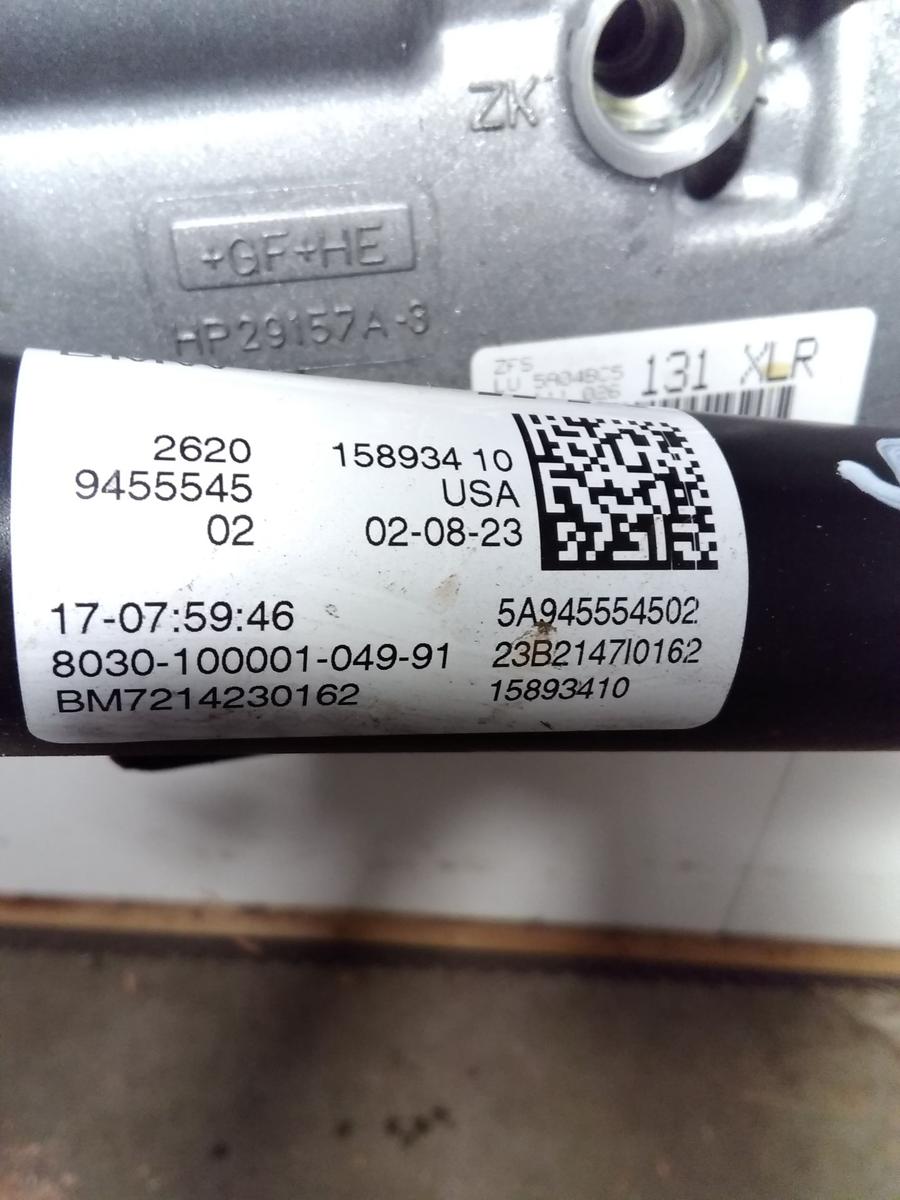 ZK
+GF+HE
HP29157A-3
ZFS
131 XLR
2620
158934 10
9455545
USA
02
02-08-23
17-07:59:46
5A945554502
8030-100001-049-91
23B2147I0162
BM7214230162
15893410